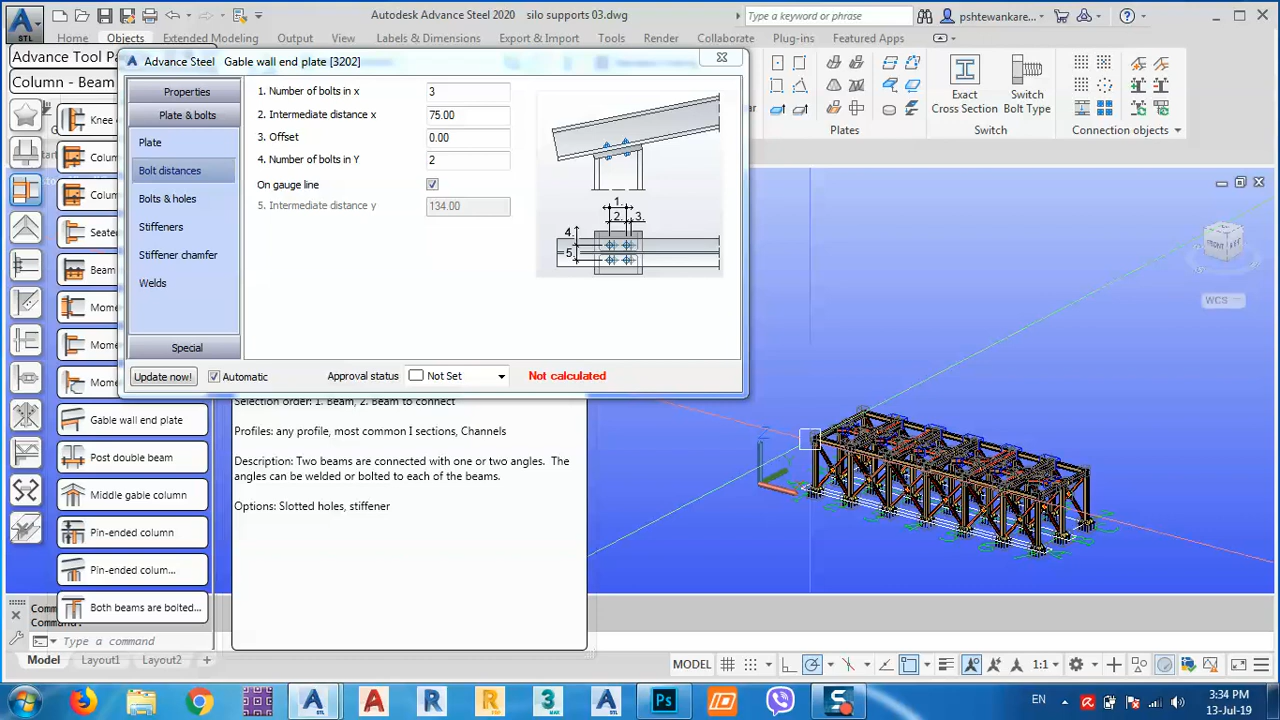 Autodesk Advance Steel 2020 silo supports 03.dwg
Type a keyword or phrase
pshtewankare...
STL
Home Objects Extended Modeling Output View Labels & Dimensions Export & Import Tools Render Collaborate Plug-ins Featured Apps
Advance Tool
Column - Beam
Advance Steel Gable wall end plate [3202]
Properties
Plate & bolts
Plate
Bolt distances
Bolts & holes
Stiffeners
Stiffener chamfer
Welds
Special
1. Number of bolts in x 3
2. Intermediate distance x 75.00
3. Offset 0.00
4. Number of bolts in Y 2
On gauge line
5. Intermediate distance y 134.00
1.
2. 3.
4.
5.
Update now! Automatic Approval status Not Set Not calculated
Exact Cross Section
Switch Bolt Type
Plates Switch Connection objects
Knee
Colum
Colum
Seate
Beam
Mome
Mome
Mome
Gable wall end plate
Post double beam
Middle gable column
Pin-ended column
Pin-ended colum...
Both beams are bolted...
Selection order: 1. Beam, 2. Beam to connect
Profiles: any profile, most common I sections, Channels
Description: Two beams are connected with one or two angles. The
angles can be welded or bolted to each of the beams.
Options: Slotted holes, stiffener
FRONT
WCS
Z
Comm
Command:
Type a command
Model Layout1 Layout2 +
MODEL 1:1
EN 3:34 PM
13-Jul-19